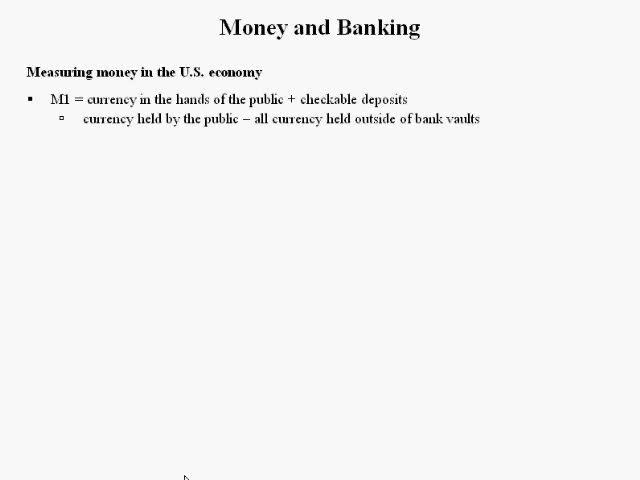 Money and Banking
Measuring money in the U.S. economy
▪ M1 = currency in the hands of the public + checkable deposits
▫ currency held by the public – all currency held outside of bank vaults